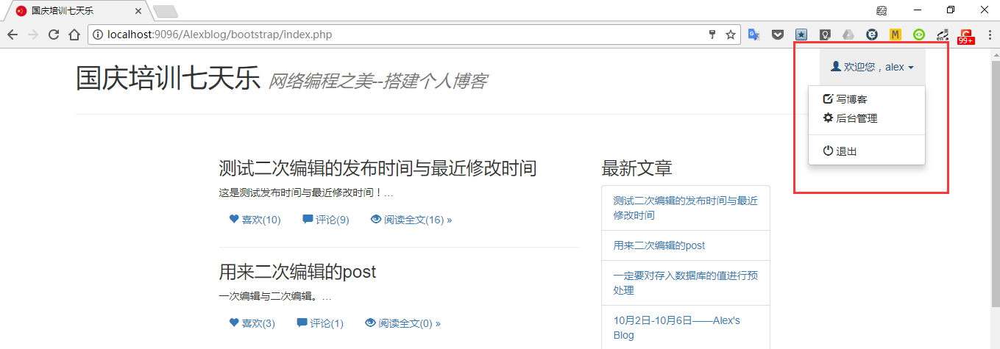 国庆培训七天乐
localhost:9096/Alexblog/bootstrap/index.php
M
en
99+
国庆培训七天乐 网络编程之美--搭建个人博客
欢迎您，alex
写博客
后台管理
退出
测试二次编辑的发布时间与最近修改时间
这是测试发布时间与最近修改时间！…
喜欢(10) 评论(9) 阅读全文(16) »
用来二次编辑的post
一次编辑与二次编辑。…
喜欢(3) 评论(1) 阅读全文(0) »
最新文章
测试二次编辑的发布时间与最近
修改时间
用来二次编辑的post
一定要对存入数据库的值进行预
处理
10月2日-10月6日——Alex's
Blog